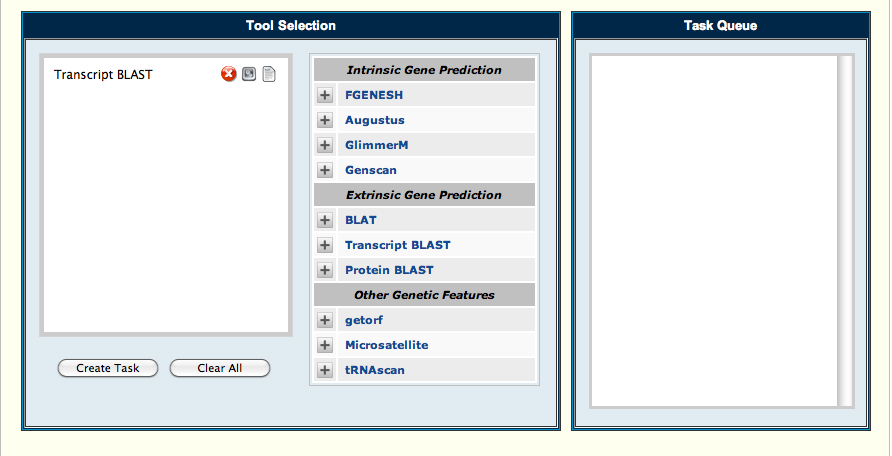 Tool Selection
Task Queue
Transcript BLAST
Intrinsic Gene Prediction
FGENESH
Augustus
GlimmerM
Genscan
Extrinsic Gene Prediction
BLAT
Transcript BLAST
Protein BLAST
Other Genetic Features
getorf
Microsatellite
tRNAscan
Create Task
Clear All